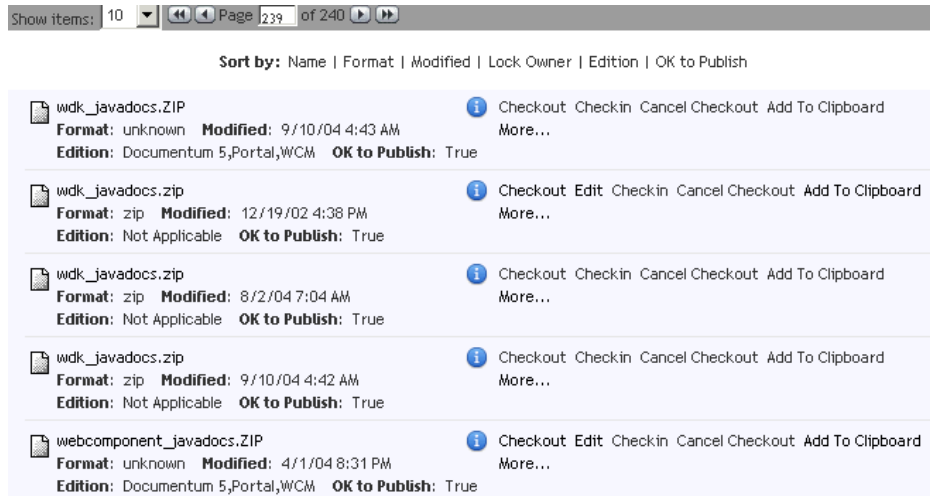 Show items: 10 Page 239 of 240
Sort by: Name | Format | Modified | Lock Owner | Edition | OK to Publish
wdk_javadocs.ZIP Checkout Checkin Cancel Checkout Add To Clipboard
Format: unknown Modified: 9/10/04 4:43 AM More...
Edition: Documentum 5,Portal,WCM OK to Publish: True
wdk_javadocs.zip Checkout Edit Checkin Cancel Checkout Add To Clipboard
Format: zip Modified: 12/19/02 4:38 PM More...
Edition: Not Applicable OK to Publish: True
wdk_javadocs.zip Checkout Checkin Cancel Checkout Add To Clipboard
Format: zip Modified: 8/2/04 7:04 AM More...
Edition: Not Applicable OK to Publish: True
wdk_javadocs.zip Checkout Checkin Cancel Checkout Add To Clipboard
Format: zip Modified: 9/10/04 4:42 AM More...
Edition: Not Applicable OK to Publish: True
webcomponent_javadocs.ZIP Checkout Edit Checkin Cancel Checkout Add To Clipboard
Format: unknown Modified: 4/1/04 8:31 PM More...
Edition: Documentum 5,Portal,WCM OK to Publish: True